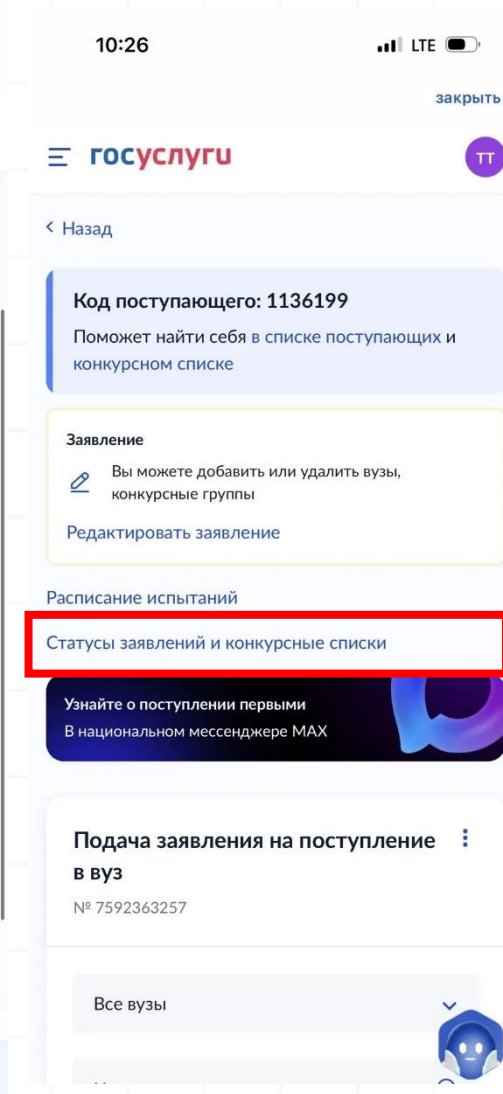 10:26
LTE
закрыть
госуслуги
ТТ
Назад
Код поступающего: 1136199
Поможет найти себя в списке поступающих и
конкурсном списке
Заявление
Вы можете добавить или удалить вузы,
конкурсные группы
Редактировать заявление
Расписание испытаний
Статусы заявлений и конкурсные списки
Узнайте о поступлении первыми
В национальном мессенджере MAX
Подача заявления на поступление
в вуз
№ 7592363257
Все вузы